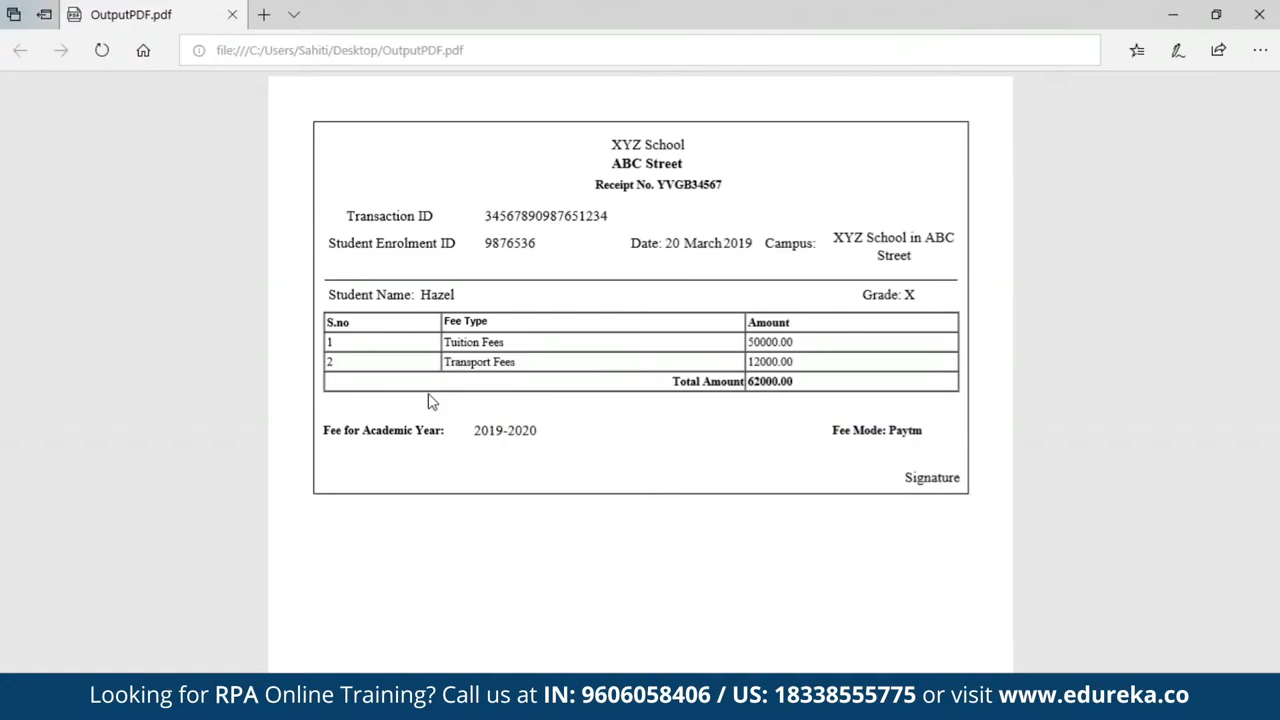 OutputPDF.pdf
file:///C:/Users/Sahiti/Desktop/OutputPDF.pdf
XYZ School
ABC Street
Receipt No. YVGB34567
Transaction ID 34567890987651234
Student Enrolment ID 9876536 Date: 20 March 2019 Campus: XYZ School in ABC
Street
Student Name: Hazel Grade: X
S.no Fee Type Amount
1 Tuition Fees 50000.00
2 Transport Fees 12000.00
Total Amount 62000.00
Fee for Academic Year: 2019-2020 Fee Mode: Paytm
Signature
Looking for RPA Online Training? Call us at IN: 9606058406 / US: 18338555775 or visit www.edureka.co